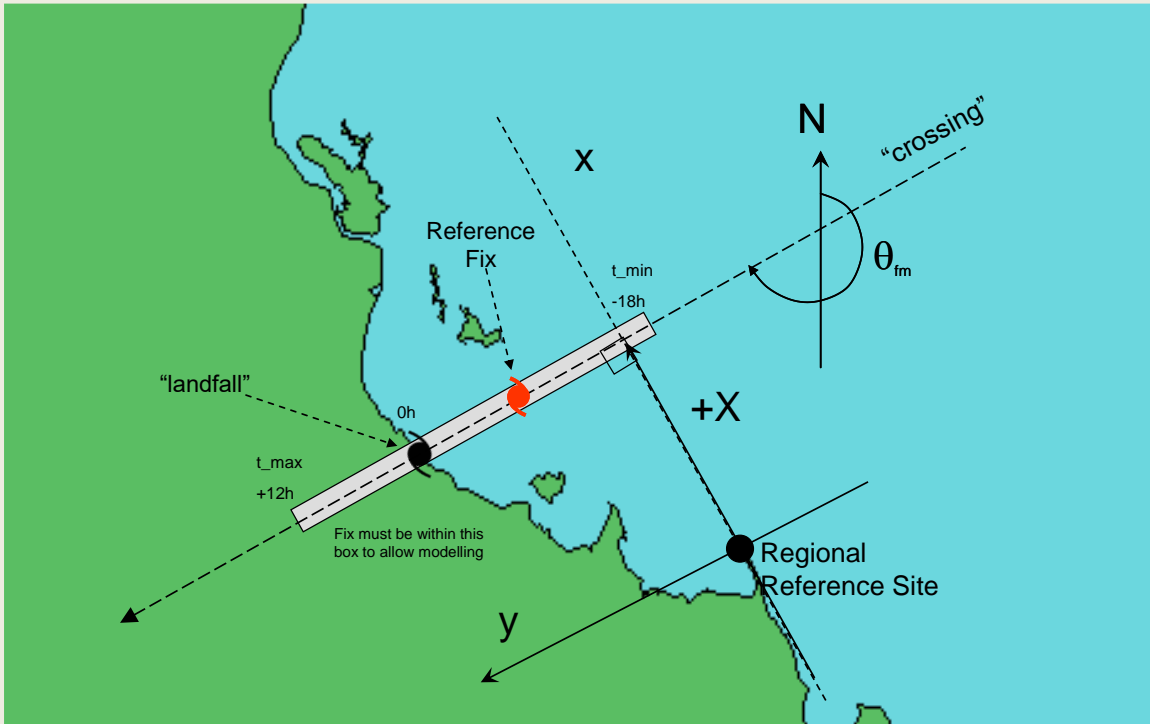 N
“crossing”
x
Reference
Fix
θfm
t_min
-18h
“landfall”
0h
+X
t_max
+12h
Fix must be within this
box to allow modelling
Regional
Reference Site
y